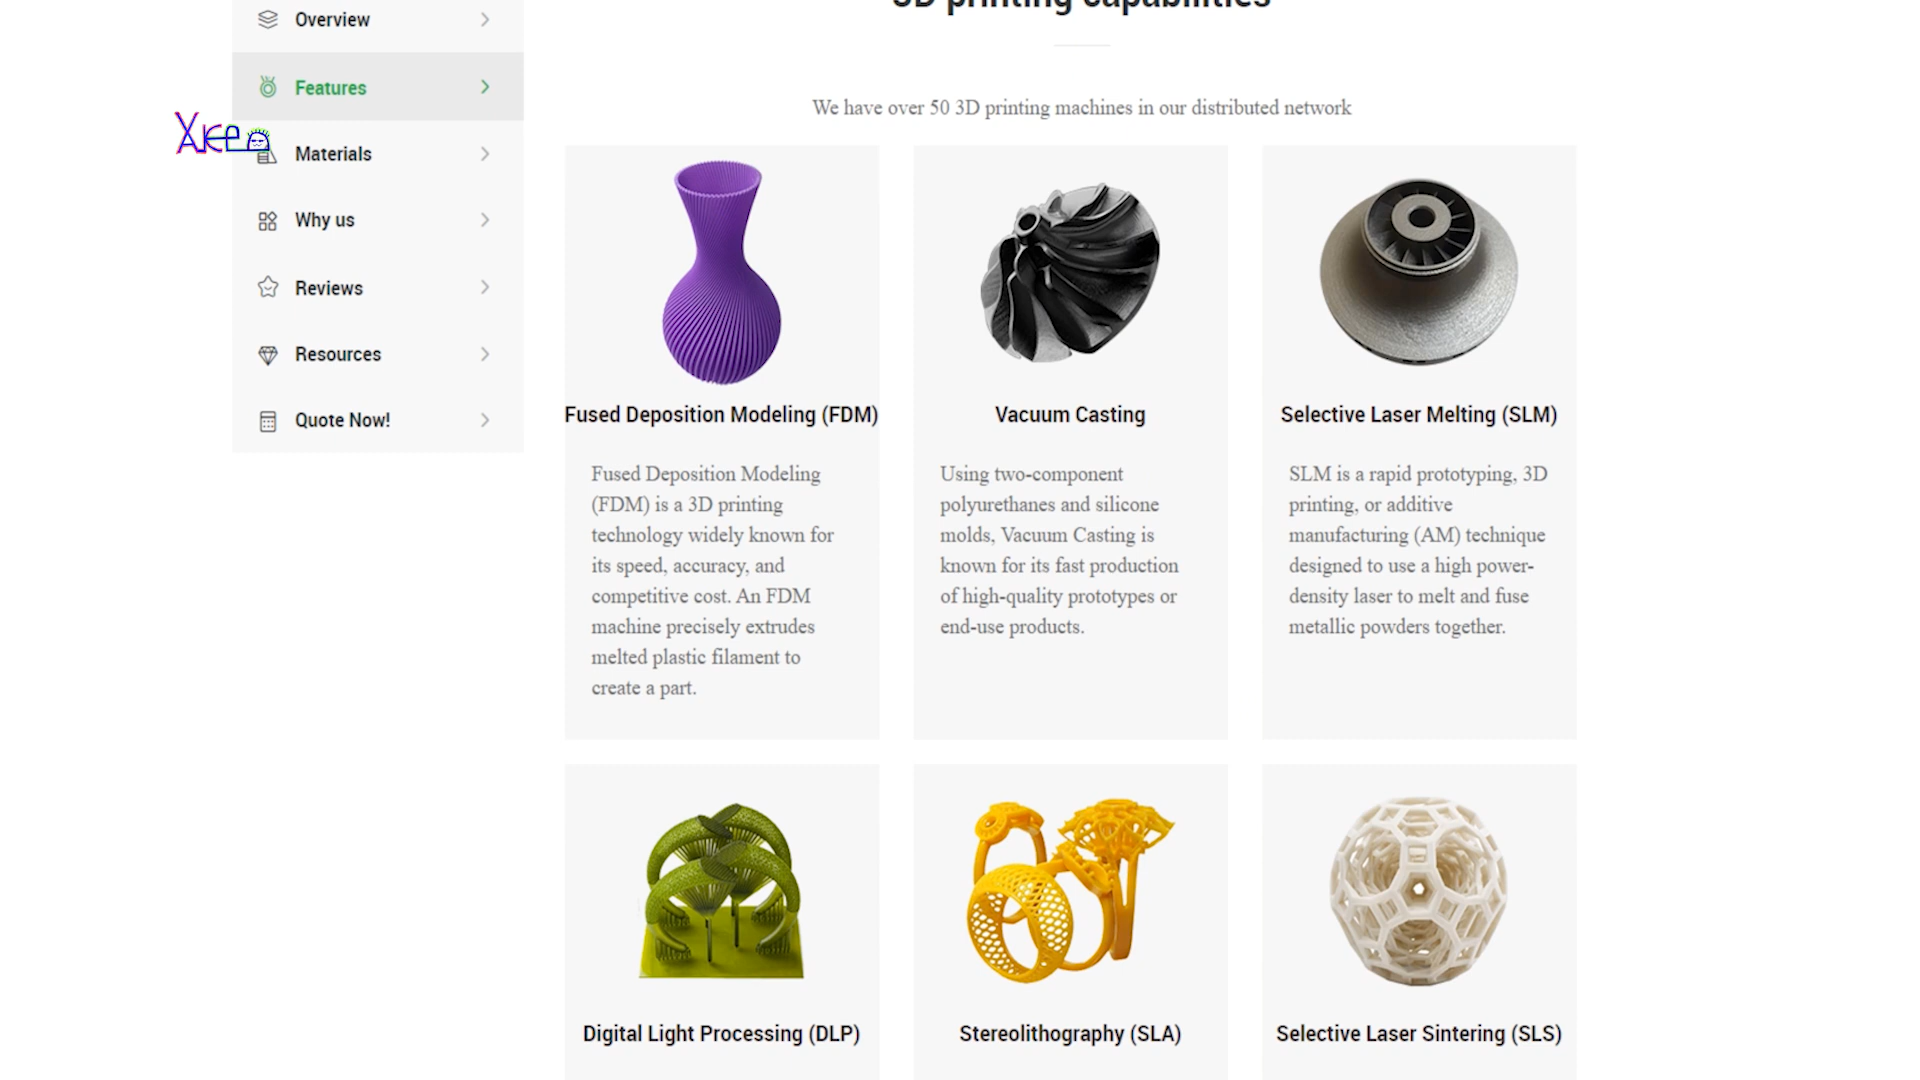 3D printing capabilities
We have over 50 3D printing machines in our distributed network
Overview
Features
Materials
Why us
Reviews
Resources
Quote Now!
Fused Deposition Modeling (FDM)
Fused Deposition Modeling
(FDM) is a 3D printing
technology widely known for
its speed, accuracy, and
competitive cost. An FDM
machine precisely extrudes
melted plastic filament to
create a part.
Vacuum Casting
Using two-component
polyurethanes and silicone
molds, Vacuum Casting is
known for its fast production
of high-quality prototypes or
end-use products.
Selective Laser Melting (SLM)
SLM is a rapid prototyping, 3D
printing, or additive
manufacturing (AM) technique
designed to use a high power-
density laser to melt and fuse
metallic powders together.
Digital Light Processing (DLP)
Stereolithography (SLA)
Selective Laser Sintering (SLS)